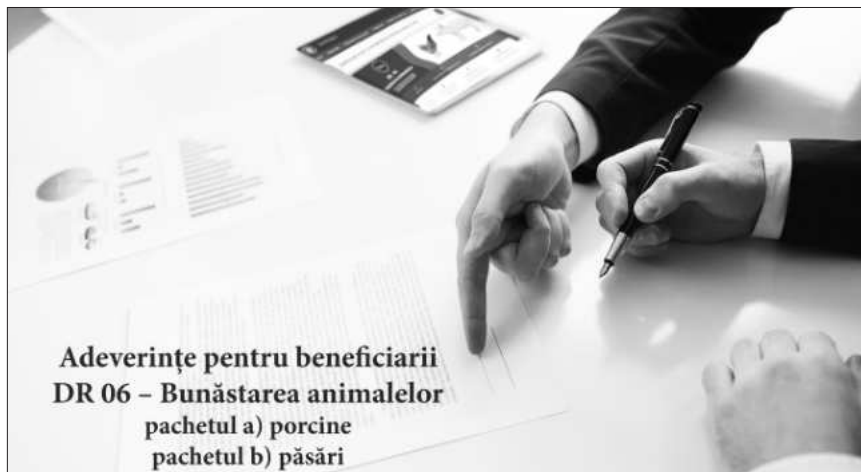 Adeverințe pentru beneficiarii
DR 06 – Bunăstarea animalelor
pachetul a) porcine
pachetul b) păsări